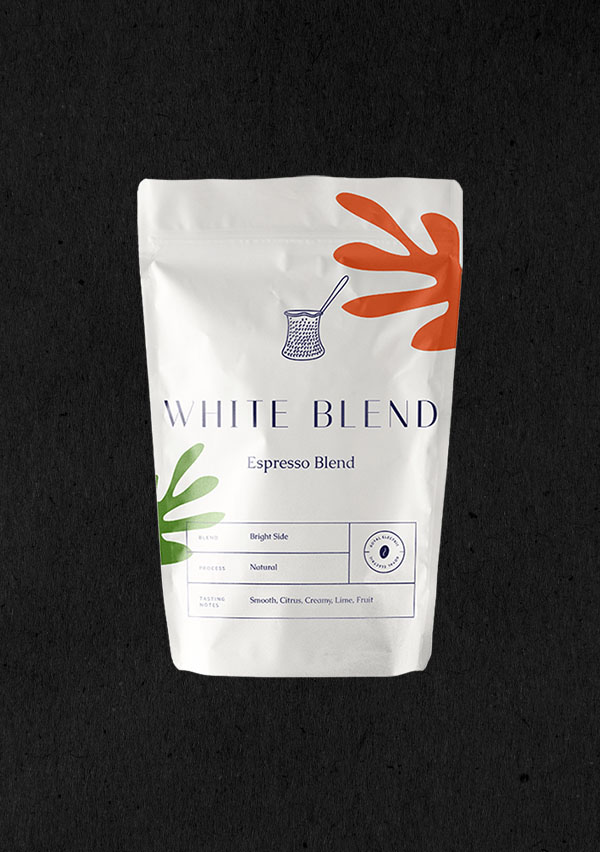 WHITE BLEND
Espresso Blend
BLEND Bright Side
PROCESS Natural
TASTING NOTES Smooth, Citrus, Creamy, Lime, Fruit